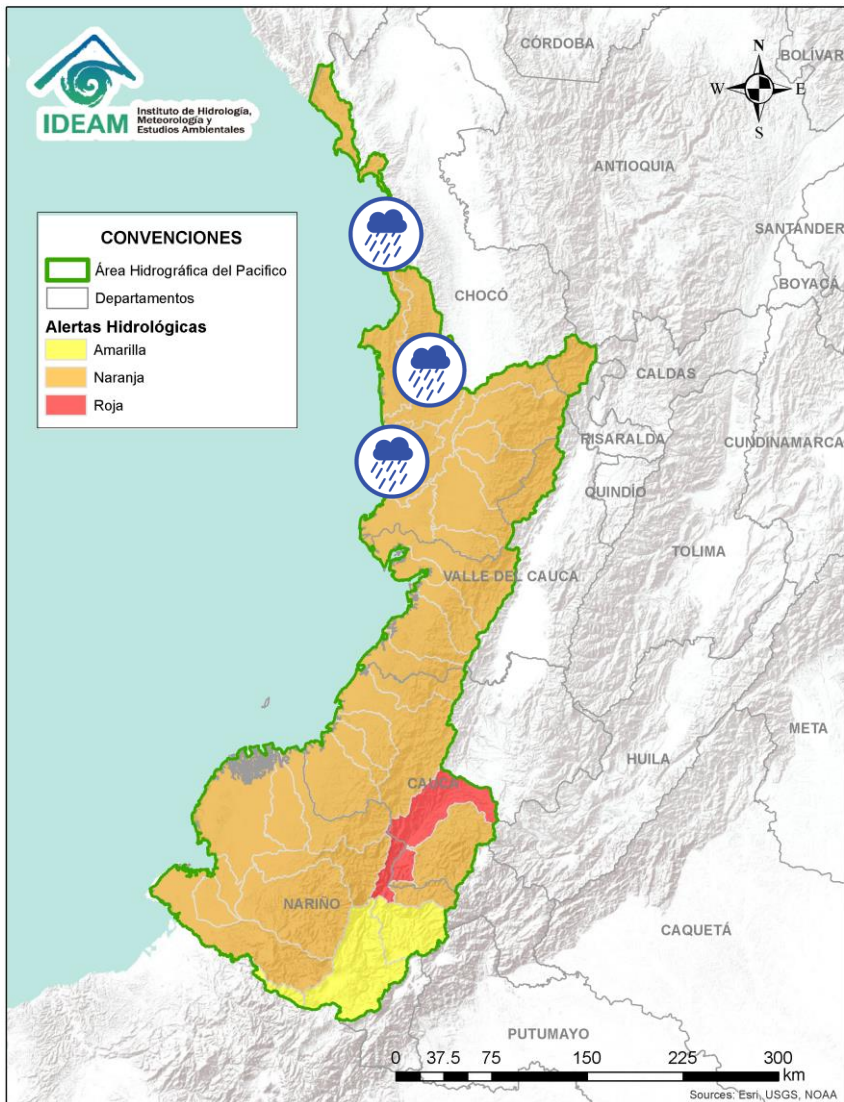 IDEAM
Instituto de Hidrología,
Meteorología y
Estudios Ambientales
CÓRDOBA
BOLÍVAR
N
W E
S
ANTIOQUIA
SANTANDER
BOYACÁ
CONVENCIONES
Área Hidrográfica del Pacifico
Departamentos
Alertas Hidrológicas
Amarilla
Naranja
Roja
CHOCÓ
CALDAS
RISARALDA
CUNDINAMARCA
QUINDÍO
TOLIMA
VALLE DEL CAUCA
META
HUILA
CAUCA
NARIÑO
CAQUETÁ
PUTUMAYO
0 37.5 75 150 225 300
km
Sources: Esri, USGS, NOAA